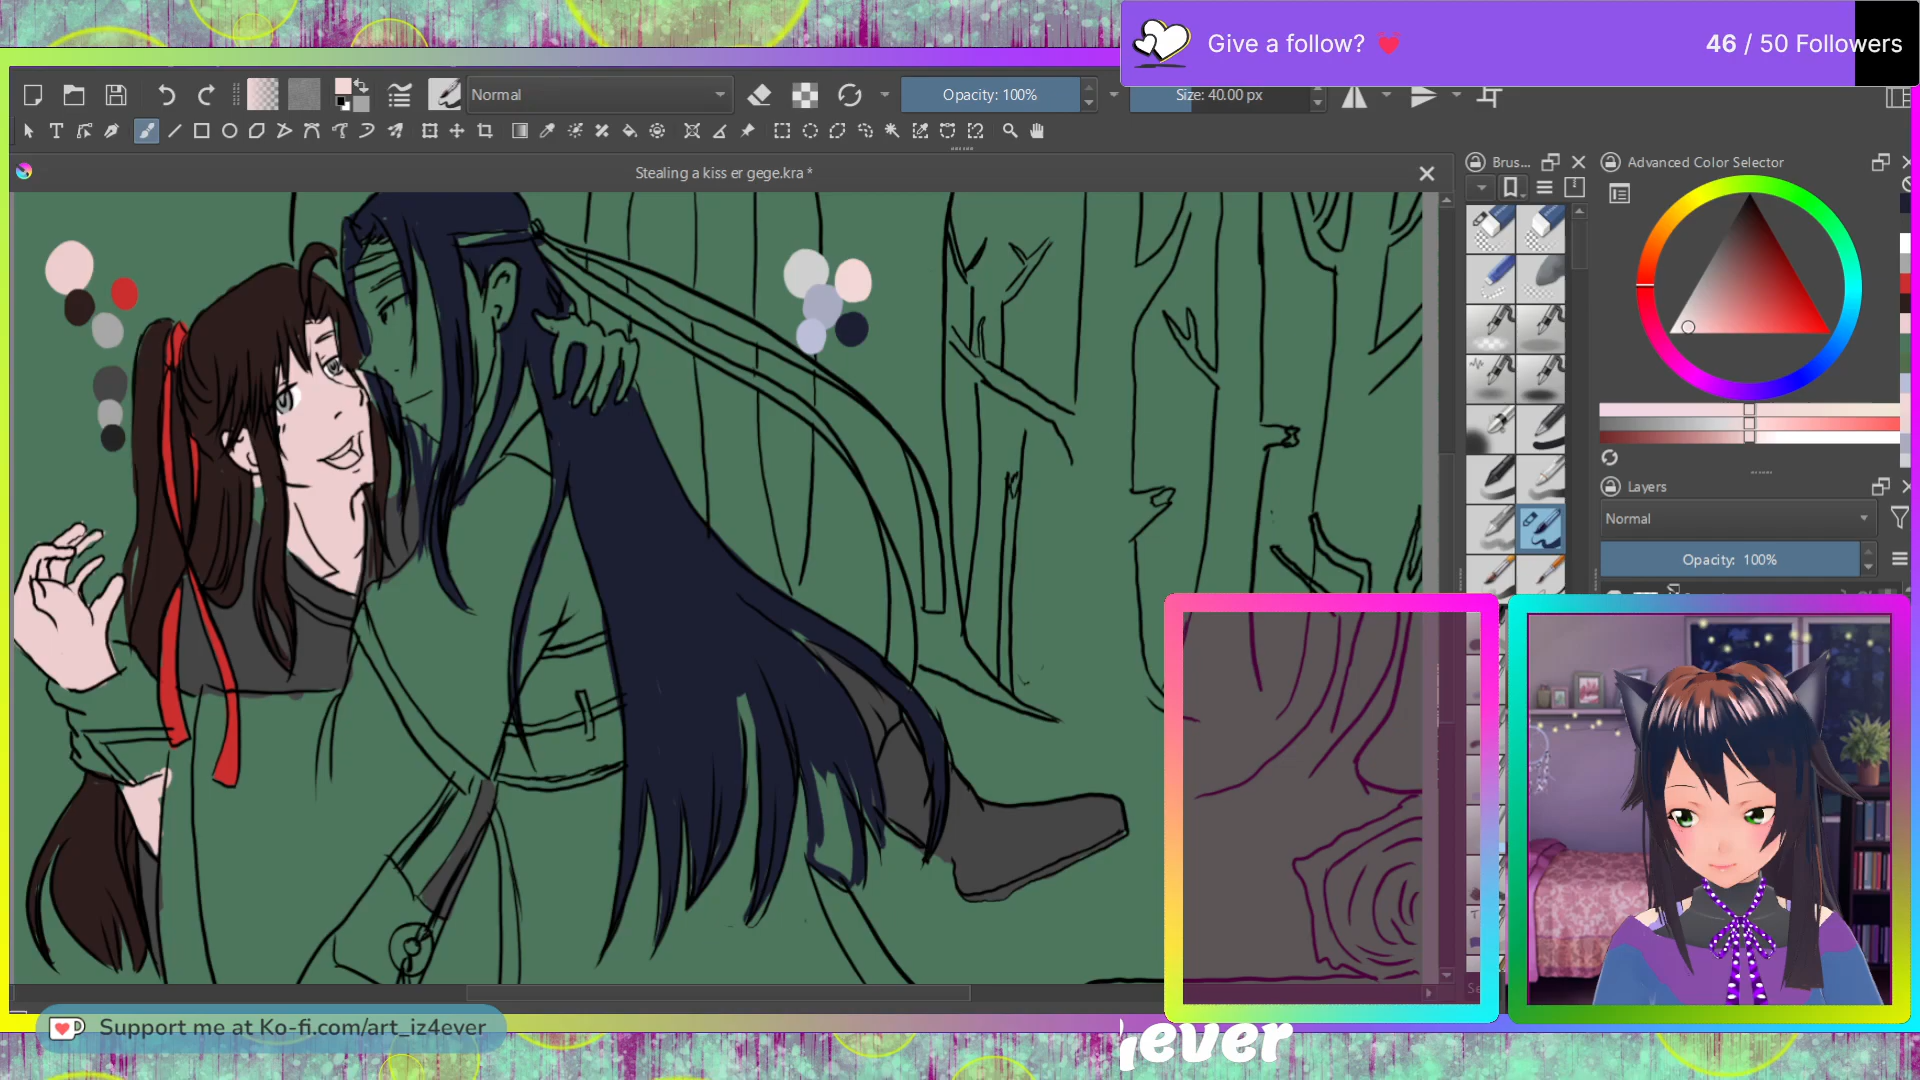 Give a follow?
46 / 50 Followers
Normal
Opacity: 100%
Size: 40.00 px
Stealing a kiss er gege.kra *
Brus...
Advanced Color Selector
Layers
Normal
Opacity: 100%
Support me at Ko-fi.com/art_iz4ever
ever